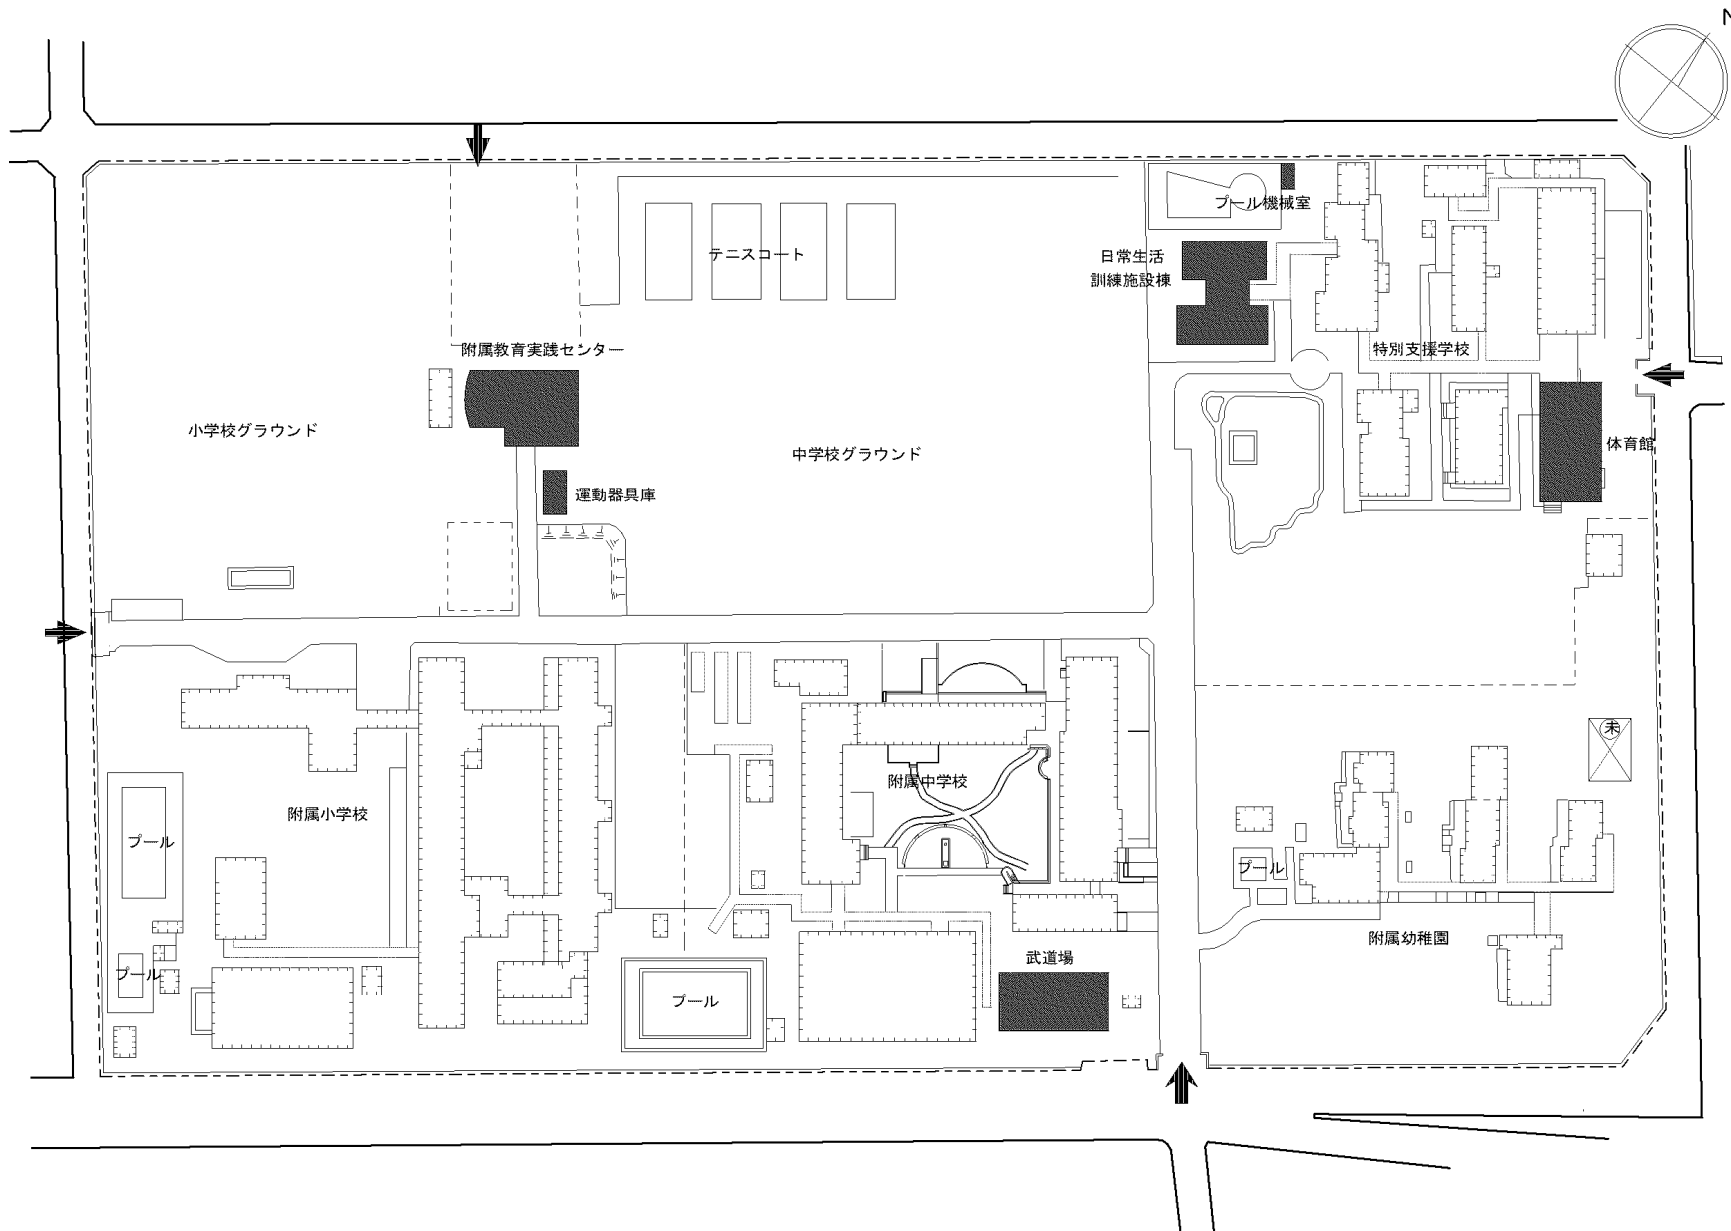 N
プール機械室
テニスコート
日常生活
訓練施設棟
附属教育実践センター
特別支援学校
小学校グラウンド
中学校グラウンド
体育館
運動器具庫
未
附属中学校
附属小学校
プール
プール
附属幼稚園
武道場
プール
プール